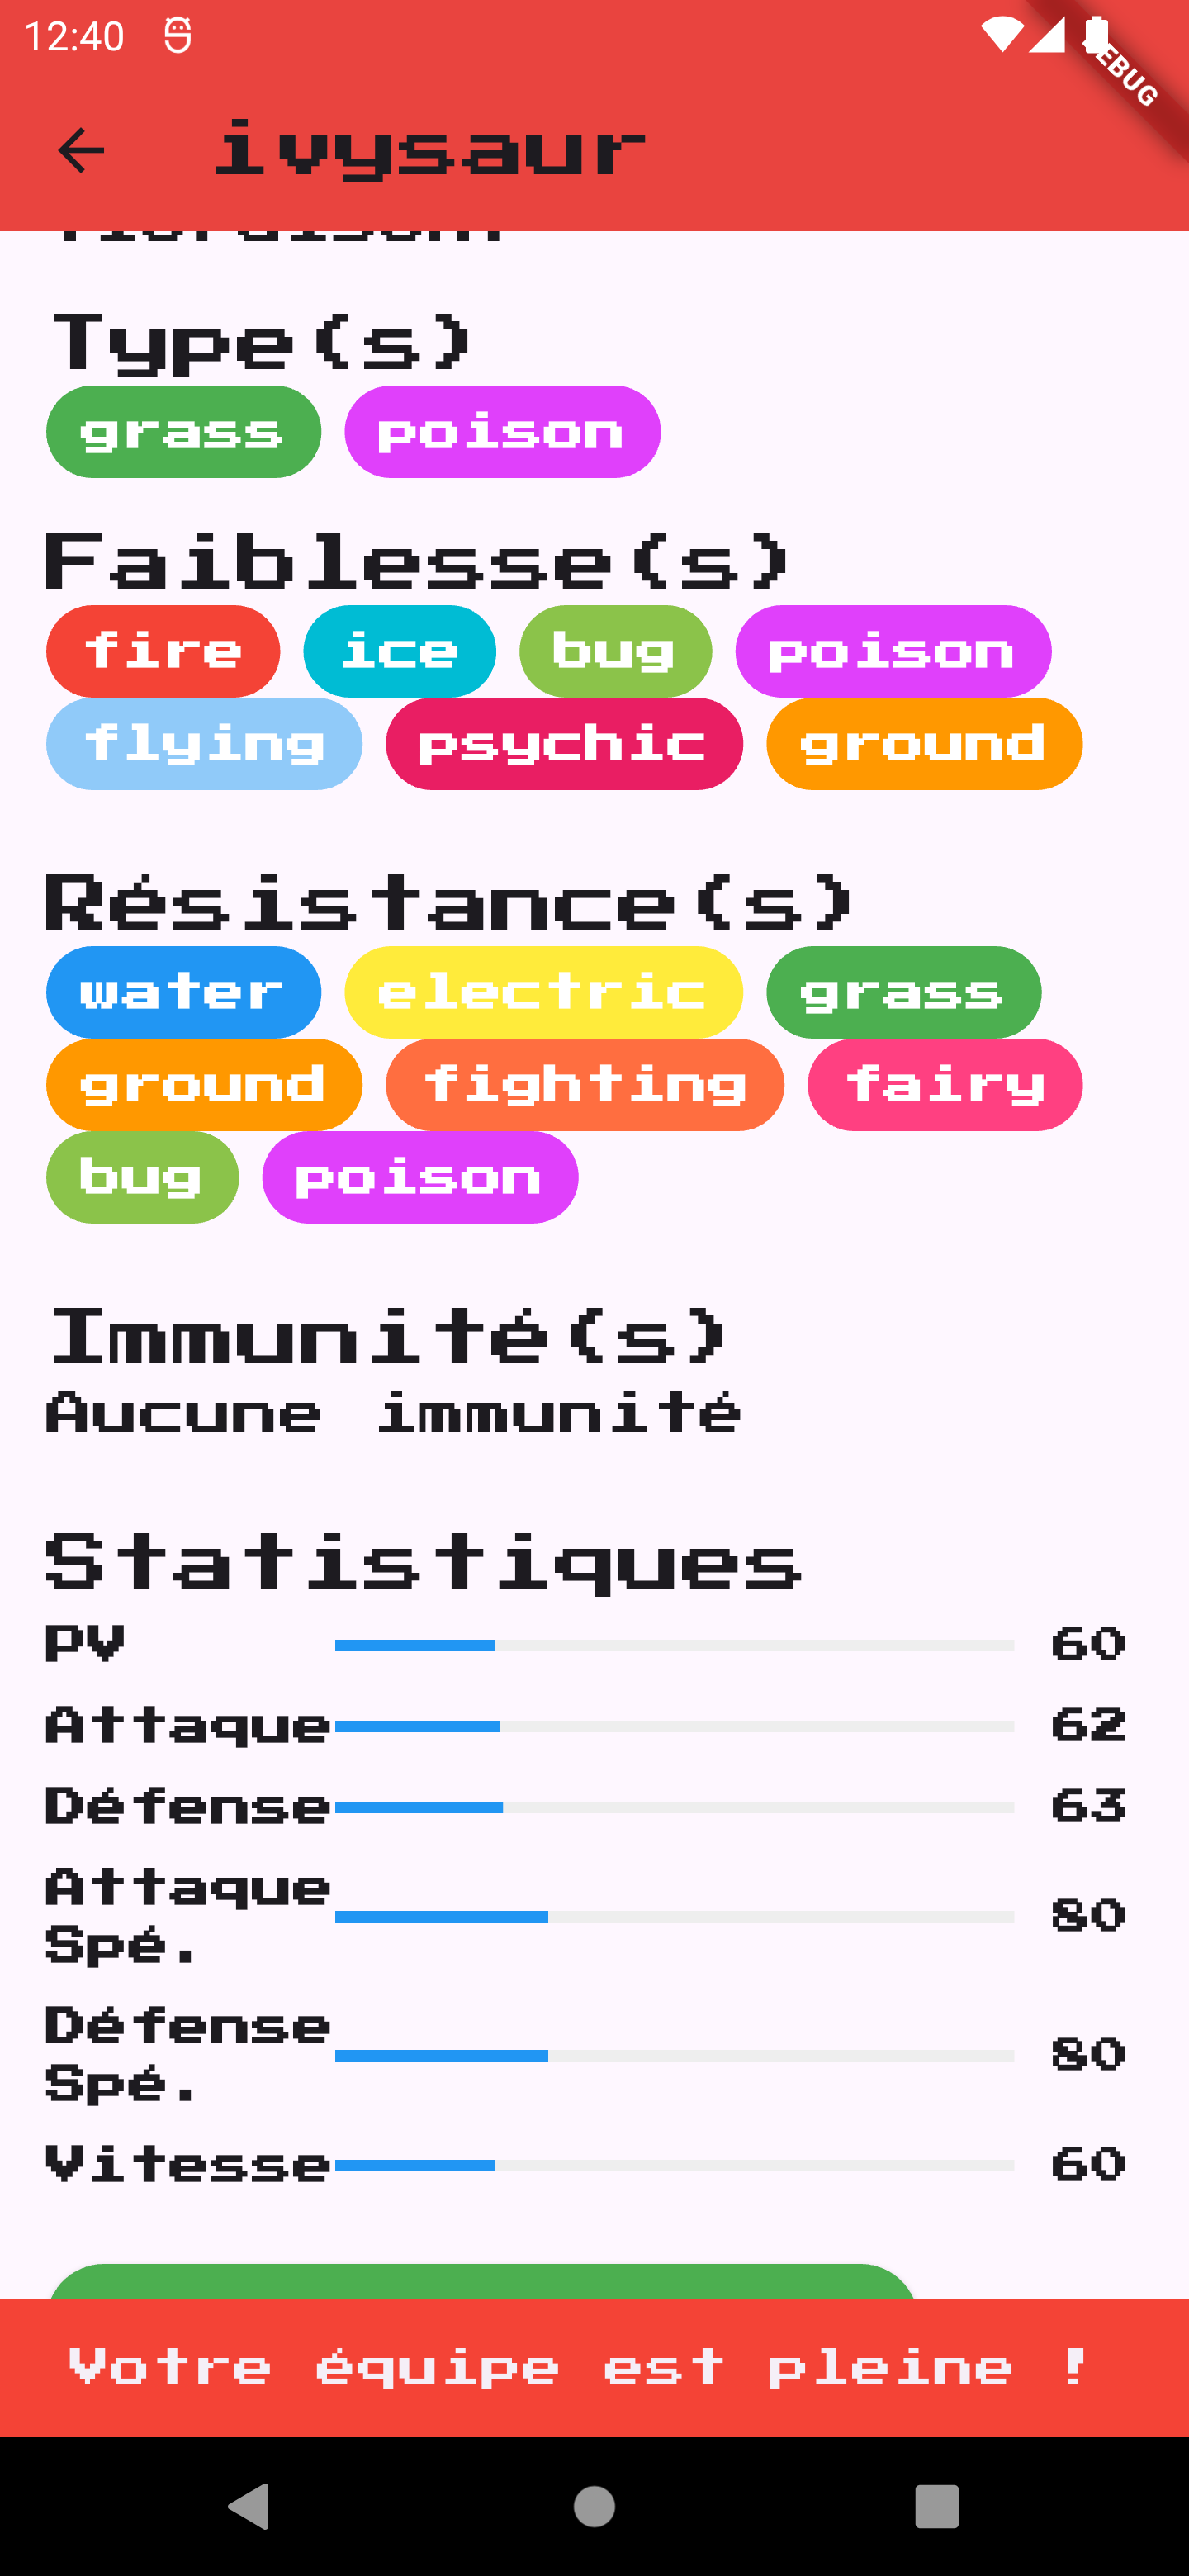 12:40
EBUG
ivysaur
Type(s)
grass poison
Faiblesse(s)
fire ice bug poison
flying psychic ground
Résistance(s)
water electric grass
ground fighting fairy
bug poison
Immunité(s)
Aucune immunité
Statistiques
PV 60
Attaque 62
Défense 63
Attaque
Spé. 80
Défense
Spé. 80
Vitesse 60
Votre équipe est pleine !